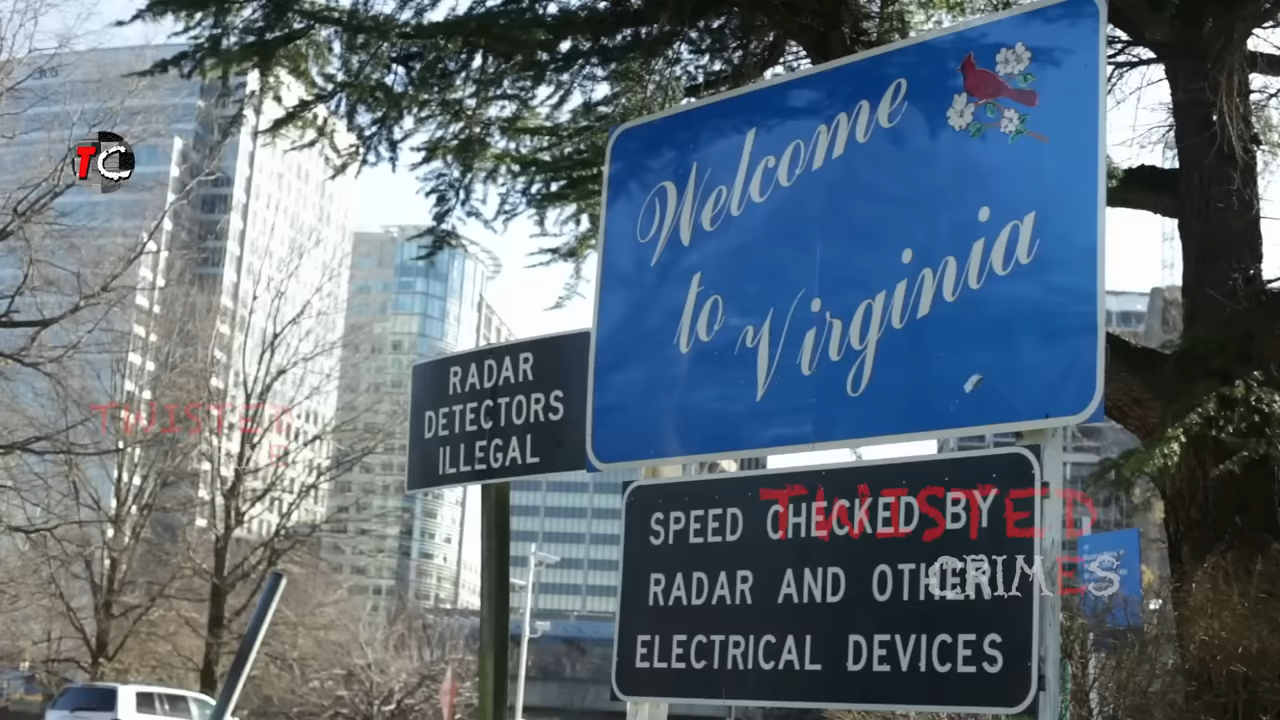 TC
Welcome
to Virginia
RADAR
DETECTORS
ILLEGAL
SPEED CHECKED BY
RADAR AND OTHER
ELECTRICAL DEVICES
TWISTED
CRIMES
TWISTED